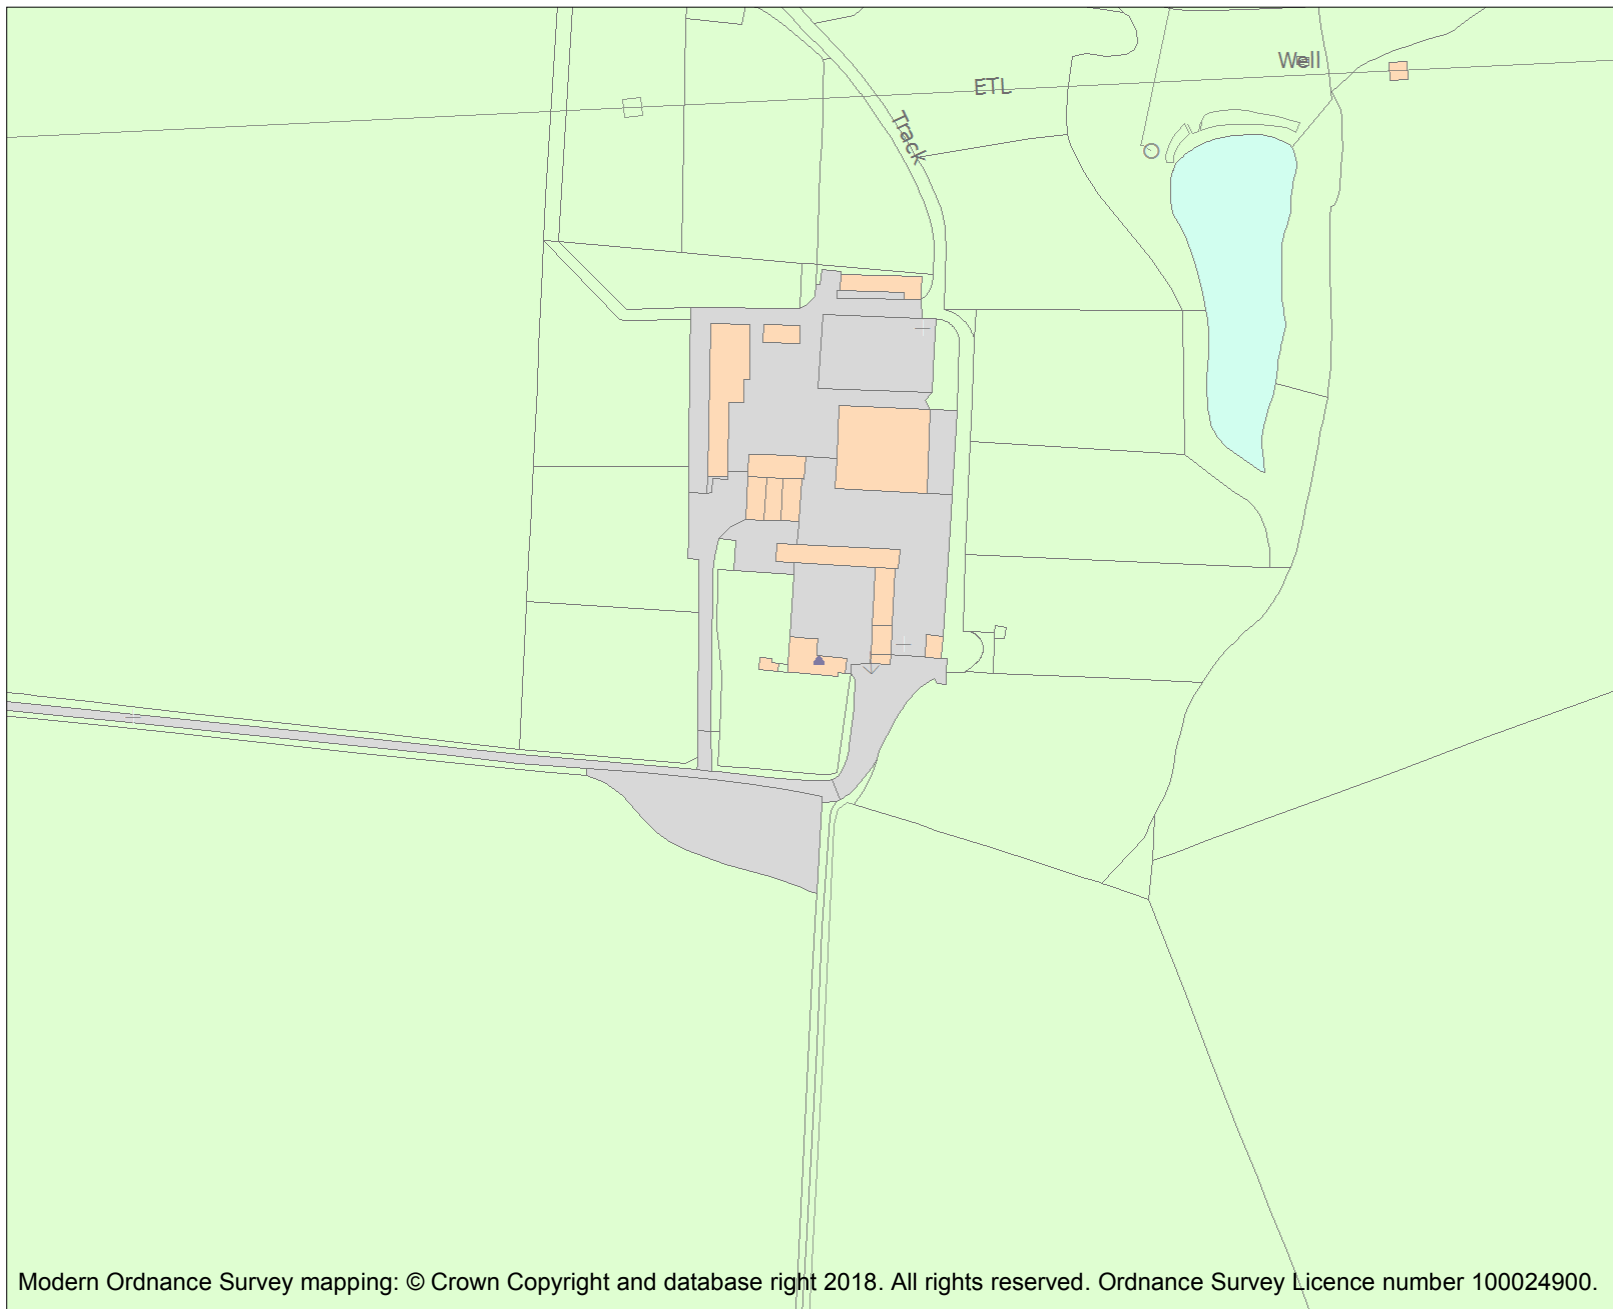 Well
ETL
Track
Modern Ordnance Survey mapping: © Crown Copyright and database right 2018. All rights reserved. Ordnance Survey Licence number 100024900.